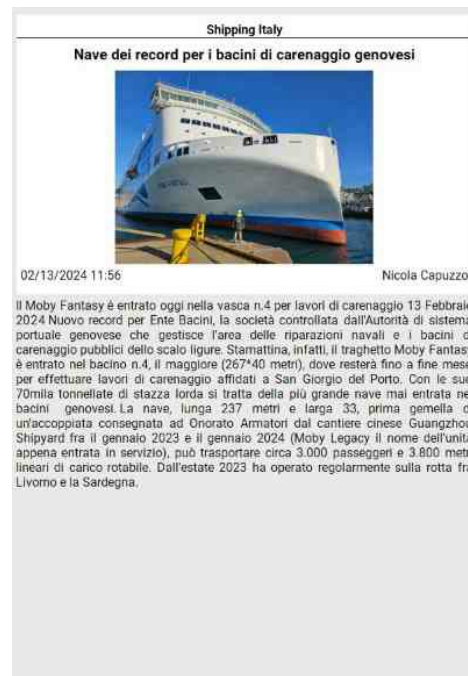 Shipping Italy
Nave dei record per i bacini di carenaggio genovesi
02/13/2024 11:56
Nicola Capuzzo
Il Moby Fantasy è entrato oggi nella vasca n.4 per lavori di carenaggio 13 Febbraio
2024 Nuovo record per Ente Bacini, la società controllata dall'Autorità di sistema
portuale genovese che gestisce l'area delle riparazioni navali e i bacini di
carenaggio pubblici dello scalo ligure. Stamattina, infatti, il traghetto Moby Fantasy
è entrato nel bacino n.4, il maggiore (267*40 metri), dove resterà fino a fine mese
per effettuare lavori di carenaggio affidati a San Giorgio del Porto. Con le sue
70mila tonnellate di stazza lorda si tratta della più grande nave mai entrata nei
bacini genovesi. La nave, lunga 237 metri e larga 33, prima gemella di
un'accoppiata consegnata ad Onorato Armatori dal cantiere cinese Guangzhou
Shipyard fra il gennaio 2023 e il gennaio 2024 (Moby Legacy il nome dell'unità
appena entrata in servizio), può trasportare circa 3.000 passeggeri e 3.800 metri
lineari di carico rotabile. Dall'estate 2023 ha operato regolarmente sulla rotta fra
Livorno e la Sardegna.